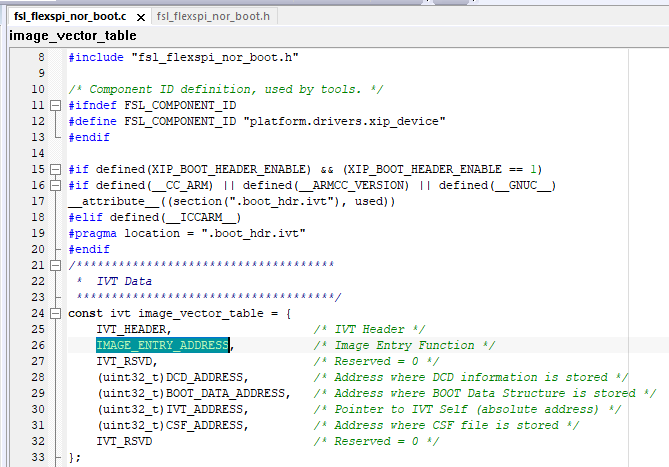 fsl_flexspi_nor_boot.c fsl_flexspi_nor_boot.h
image_vector_table
8 #include "fsl_flexspi_nor_boot.h"
9
10 /* Component ID definition, used by tools. */
11 #ifndef FSL_COMPONENT_ID
12 #define FSL_COMPONENT_ID "platform.drivers.xip_device"
13 #endif
14
15 #if defined(XIP_BOOT_HEADER_ENABLE) && (XIP_BOOT_HEADER_ENABLE == 1)
16 #if defined(__CC_ARM) || defined(__ARMCC_VERSION) || defined(__GNUC__)
17 __attribute__((section(".boot_hdr.ivt"), used))
18 #elif defined(__ICCARM__)
19 #pragma location = ".boot_hdr.ivt"
20 #endif
21 /*************************************
22 * IVT Data
23 *************************************/
24 const ivt image_vector_table = {
25 IVT_HEADER, /* IVT Header */
26 IMAGE_ENTRY_ADDRESS, /* Image Entry Function */
27 IVT_RSVD, /* Reserved = 0 */
28 (uint32_t)DCD_ADDRESS, /* Address where DCD information is stored */
29 (uint32_t)BOOT_DATA_ADDRESS, /* Address where BOOT Data Structure is stored */
30 (uint32_t)IVT_ADDRESS, /* Pointer to IVT Self (absolute address) */
31 (uint32_t)CSF_ADDRESS, /* Address where CSF file is stored */
32 IVT_RSVD /* Reserved = 0 */
33 };